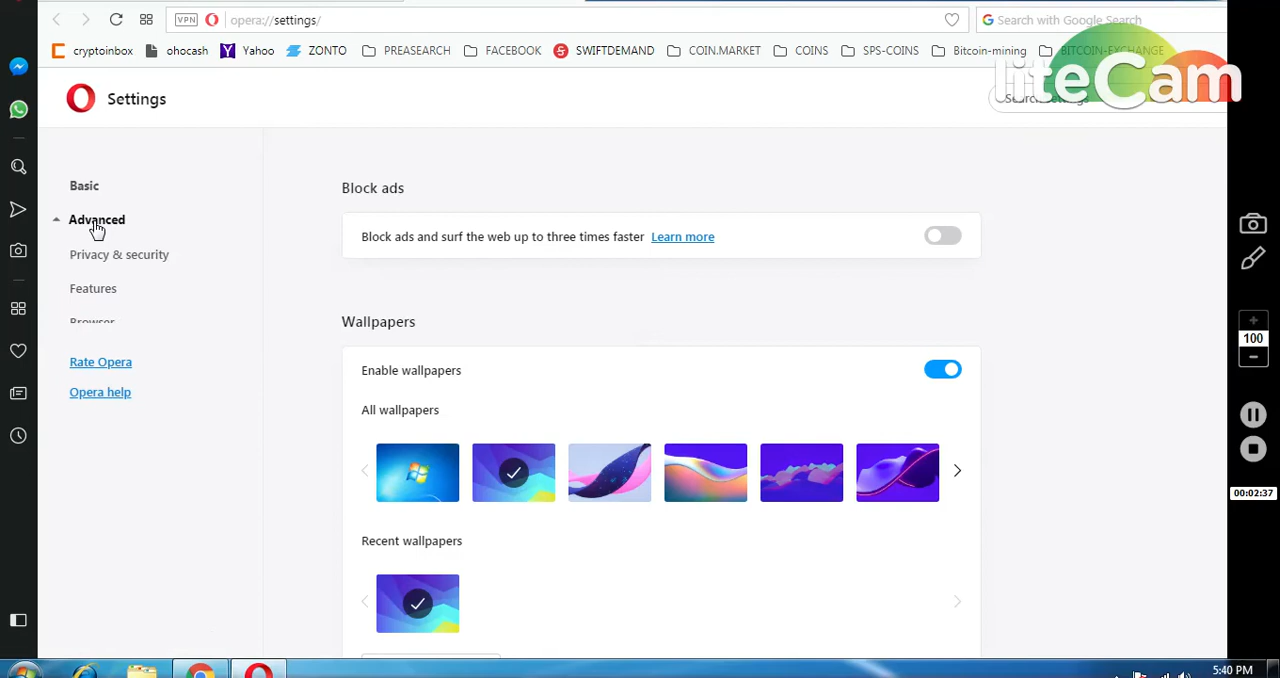 VPN opera://settings/ Search with Google Search
cryptoinbox ohocash Yahoo ZONTO PREASEARCH FACEBOOK SWIFTDEMAND COIN.MARKET COINS SPS-COINS Bitcoin-mining BITCOIN-EXCHANGE
liteCam
Settings
Search settings
Basic
Block ads
Advanced
Block ads and surf the web up to three times faster Learn more
Privacy & security
Features
Browser
Wallpapers
Rate Opera
Enable wallpapers
Opera help
All wallpapers
Recent wallpapers
100
00:02:37
5:40 PM